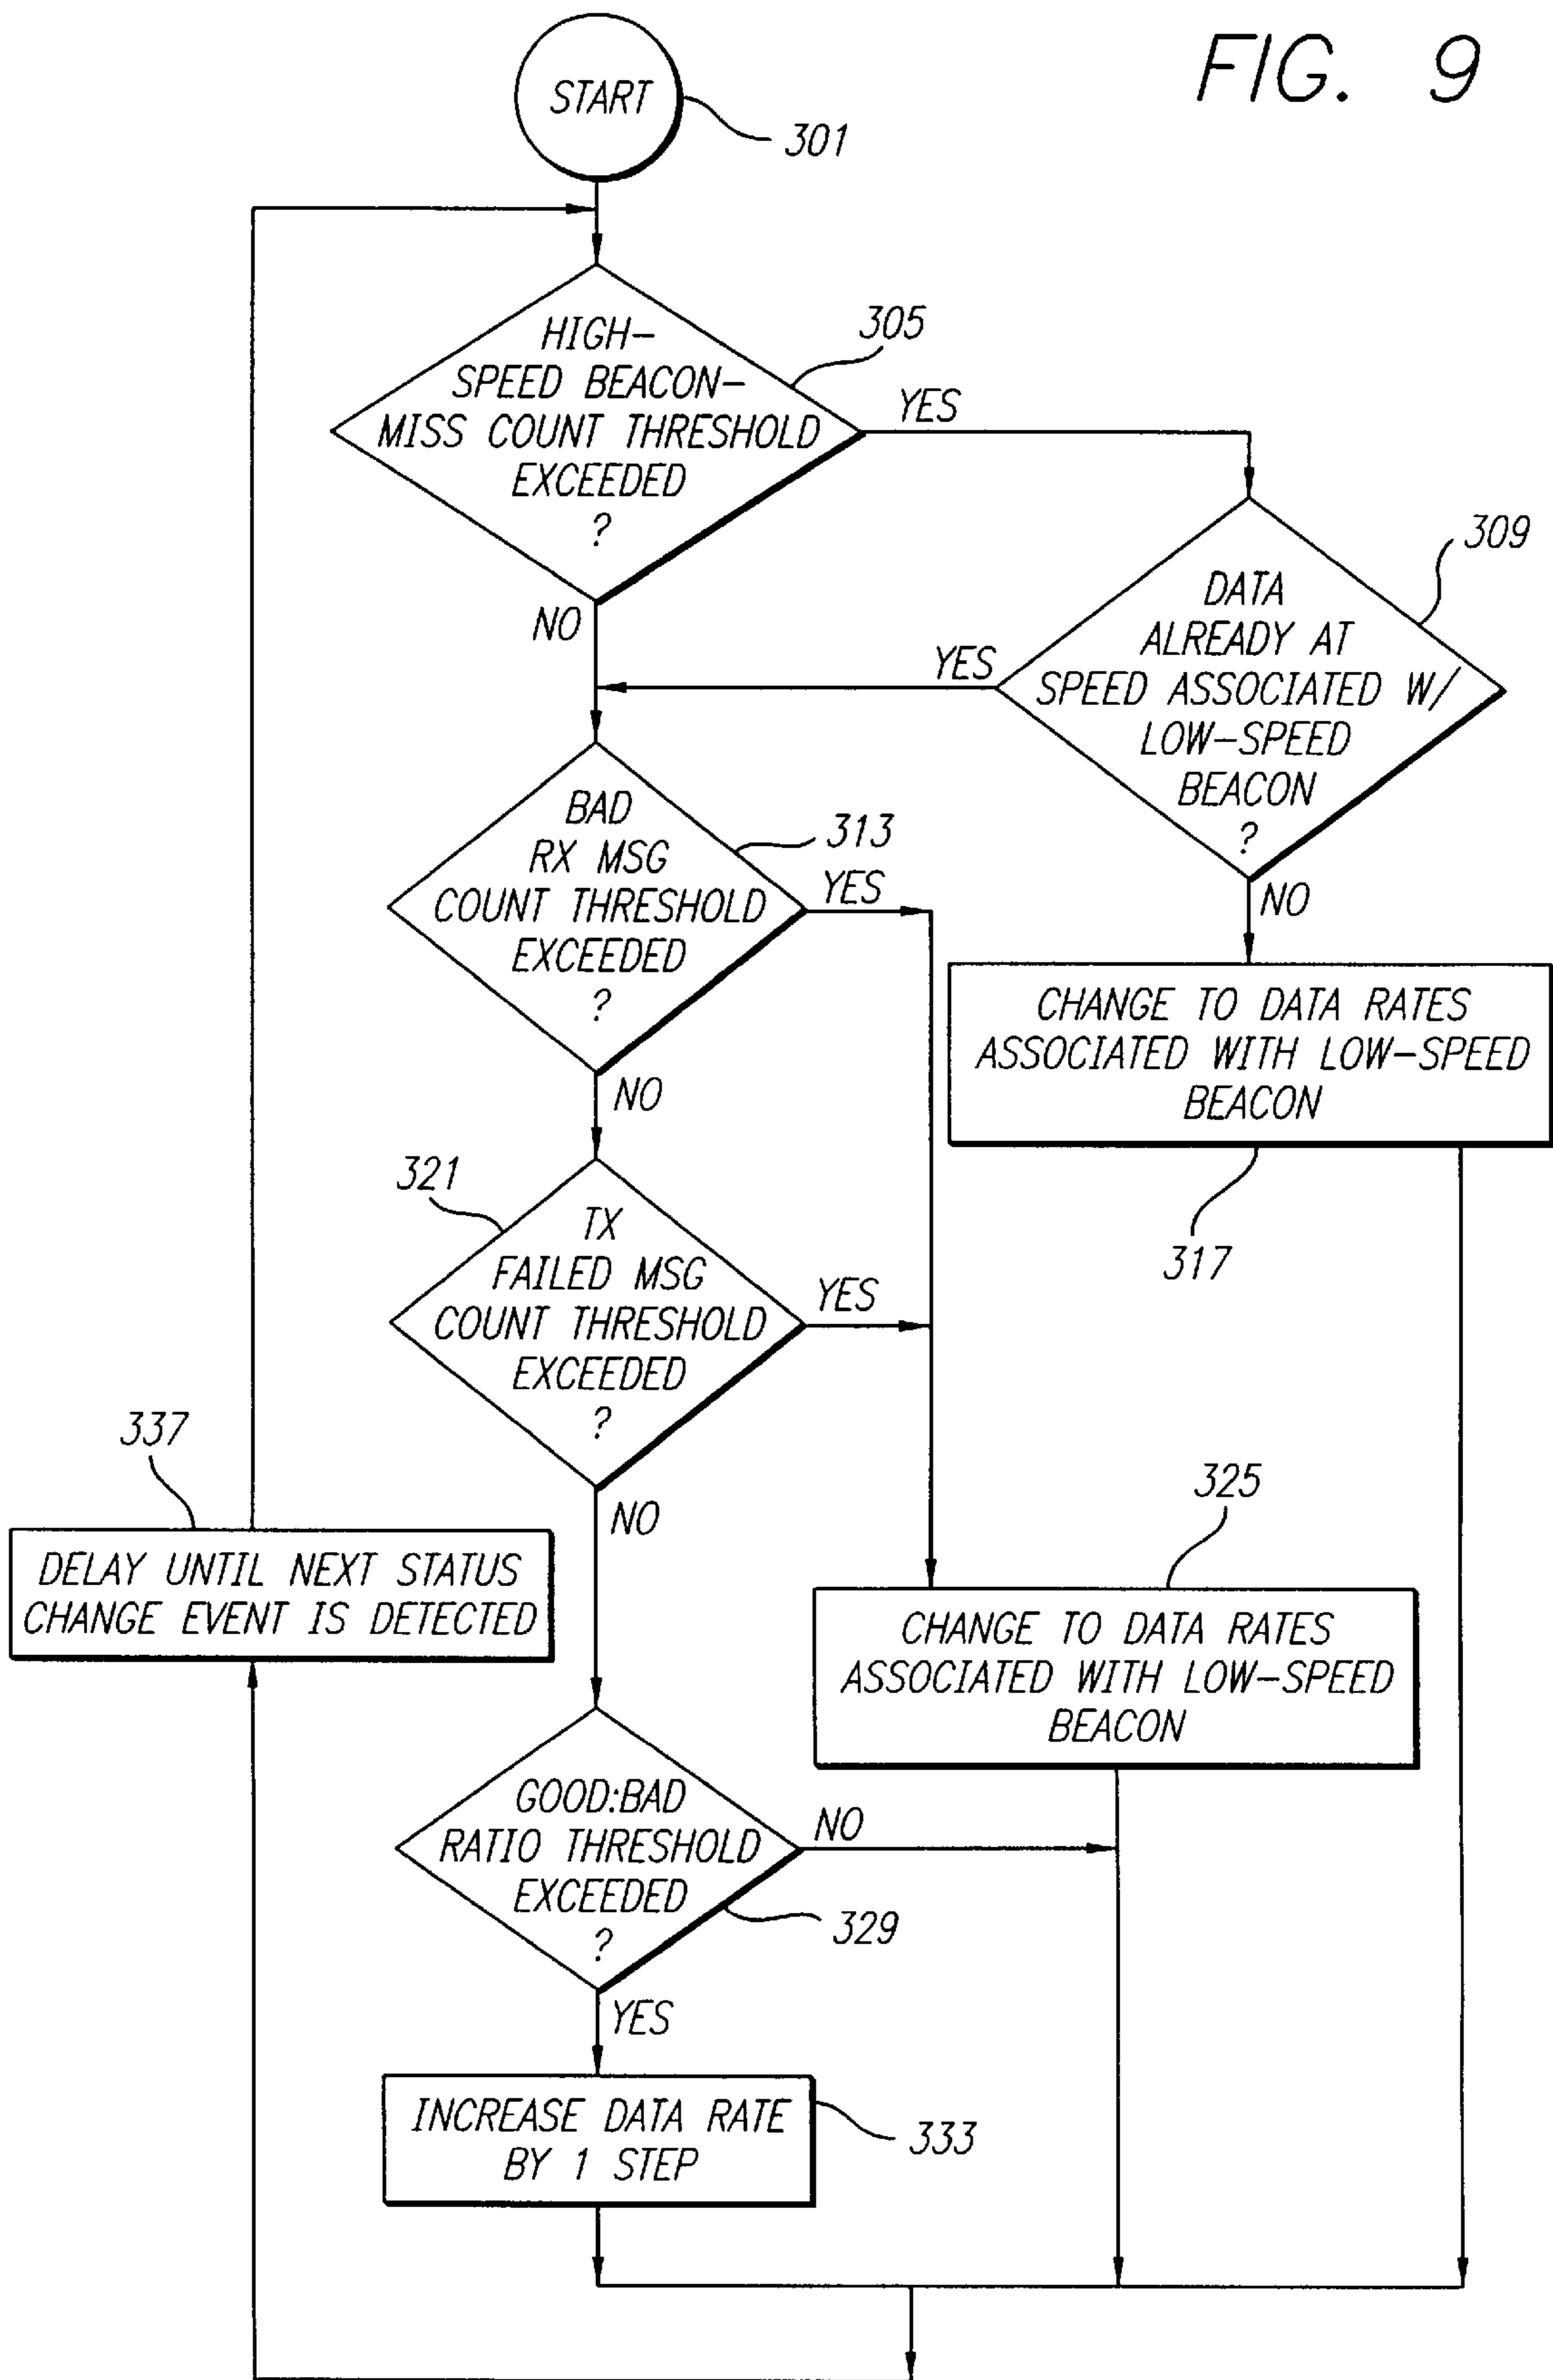 FIG. 9
START
301
HIGH-
SPEED BEACON-
MISS COUNT THRESHOLD
EXCEEDED
?
305
YES
NO
DATA
ALREADY AT
SPEED ASSOCIATED W/
LOW-SPEED
BEACON
?
309
YES
NO
BAD
RX MSG
COUNT THRESHOLD
EXCEEDED
?
313
YES
NO
CHANGE TO DATA RATES
ASSOCIATED WITH LOW-SPEED
BEACON
317
321
TX
FAILED MSG
COUNT THRESHOLD
EXCEEDED
?
YES
NO
337
DELAY UNTIL NEXT STATUS
CHANGE EVENT IS DETECTED
325
CHANGE TO DATA RATES
ASSOCIATED WITH LOW-SPEED
BEACON
GOOD:BAD
RATIO THRESHOLD
EXCEEDED
?
NO
329
YES
INCREASE DATA RATE
BY 1 STEP
333